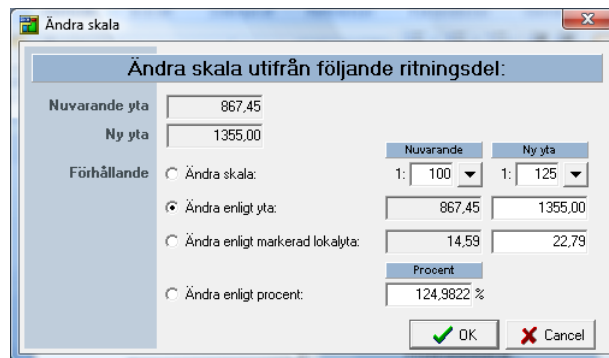 Ändra skala
Ändra skala utifrån följande ritningsdel:
Nuvarande yta 867,45
Ny yta 1355,00
Nuvarande Ny yta
Förhållande Ändra skala: 1: 100 1: 125
Ändra enligt yta: 867,45 1355,00
Ändra enligt markerad lokalyta: 14,59 22,79
Procent
Ändra enligt procent: 124,9822 %
OK Cancel